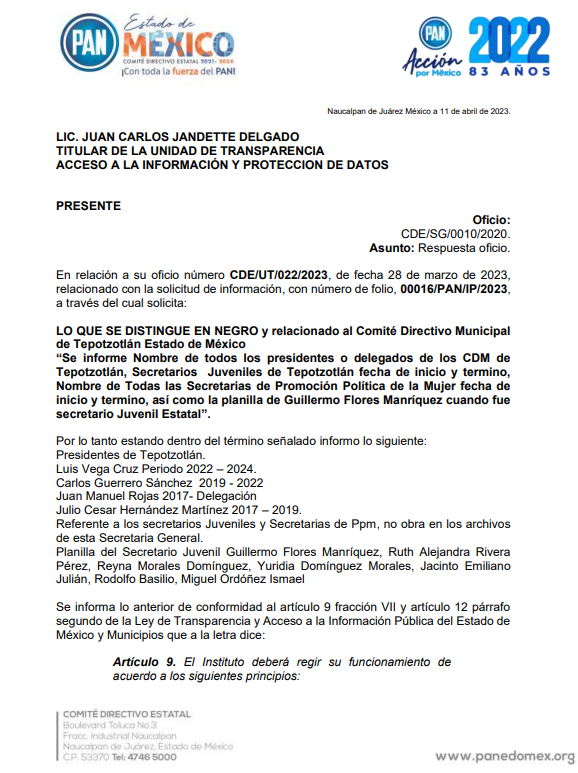 Estado de
PAN MÉXICO
COMITÉ DIRECTIVO ESTATAL 2021- 2024
¡Con toda la fuerza del PAN!
PAN
Acción
por México
2022
83 AÑOS
Naucalpan de Juárez México a 11 de abril de 2023.
LIC. JUAN CARLOS JANDETTE DELGADO
TITULAR DE LA UNIDAD DE TRANSPARENCIA
ACCESO A LA INFORMACIÓN Y PROTECCION DE DATOS
PRESENTE
Oficio:
CDE/SG/0010/2020.
Asunto: Respuesta oficio.
En relación a su oficio número CDE/UT/022/2023, de fecha 28 de marzo de 2023,
relacionado con la solicitud de información, con número de folio, 00016/PAN/IP/2023,
a través del cual solicita:
LO QUE SE DISTINGUE EN NEGRO y relacionado al Comité Directivo Municipal
de Tepotzotlán Estado de México
“Se informe Nombre de todos los presidentes o delegados de los CDM de
Tepotzotlán, Secretarios Juveniles de Tepotzotlán fecha de inicio y termino,
Nombre de Todas las Secretarias de Promoción Política de la Mujer fecha de
inicio y termino, así como la planilla de Guillermo Flores Manríquez cuando fue
secretario Juvenil Estatal”.
Por lo tanto estando dentro del término señalado informo lo siguiente:
Presidentes de Tepotzotlán.
Luis Vega Cruz Periodo 2022 – 2024.
Carlos Guerrero Sánchez 2019 - 2022
Juan Manuel Rojas 2017- Delegación
Julio Cesar Hernández Martínez 2017 – 2019.
Referente a los secretarios Juveniles y Secretarias de Ppm, no obra en los archivos
de esta Secretaria General.
Planilla del Secretario Juvenil Guillermo Flores Manríquez, Ruth Alejandra Rivera
Pérez, Reyna Morales Domínguez, Yuridia Domínguez Morales, Jacinto Emiliano
Julián, Rodolfo Basilio, Miguel Ordóñez Ismael
Se informa lo anterior de conformidad al artículo 9 fracción VII y artículo 12 párrafo
segundo de la Ley de Transparencia y Acceso a la Información Pública del Estado de
México y Municipios que a la letra dice:
Artículo 9. El Instituto deberá regir su funcionamiento de
acuerdo a los siguientes principios:
COMITÉ DIRECTIVO ESTATAL
Boulevard Toluca No.3
Fracc. Industrial Naucalpan
Naucalpan de Juárez, Estado de México
C.P. 53370 Tel: 4746 5000
www.panedomex.org